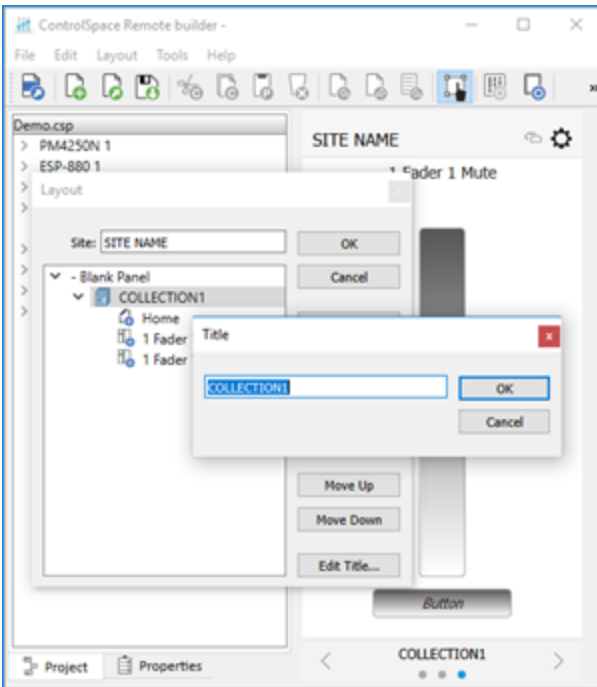 ControlSpace Remote builder -
File Edit Layout Tools Help
Demo.csp
PM4250N 1
ESP-880 1
SITE NAME
1 Fader 1 Mute
Layout
Site: SITE NAME
OK
Cancel
- Blank Panel
COLLECTION1
Home
1 Fader
1 Fader
Title
COLLECTION1
OK
Cancel
Move Up
Move Down
Edit Title...
Button
COLLECTION1
Project Properties